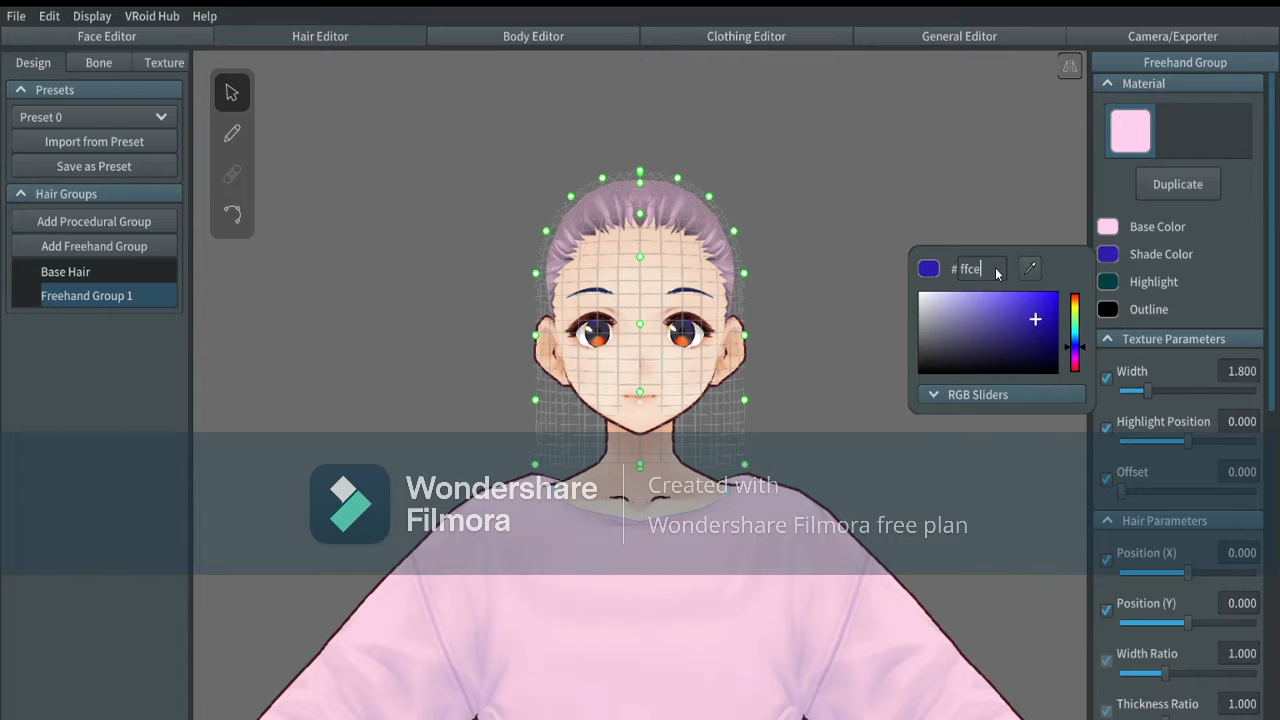 File Edit Display VRoid Hub Help
Face Editor Hair Editor Body Editor Clothing Editor General Editor Camera/Exporter
Design Bone Texture
Presets
Preset 0
Import from Preset
Save as Preset
Hair Groups
Add Procedural Group
Add Freehand Group
Base Hair
Freehand Group 1
# ffce
RGB Sliders
Freehand Group
Material
Duplicate
Base Color
Shade Color
Highlight
Outline
Texture Parameters
Width 1.800
Highlight Position 0.000
Offset 0.000
Hair Parameters
Position (X) 0.000
Position (Y) 0.000
Width Ratio 1.000
Thickness Ratio 1.000
Wondershare
Filmora
Created with
Wondershare Filmora free plan